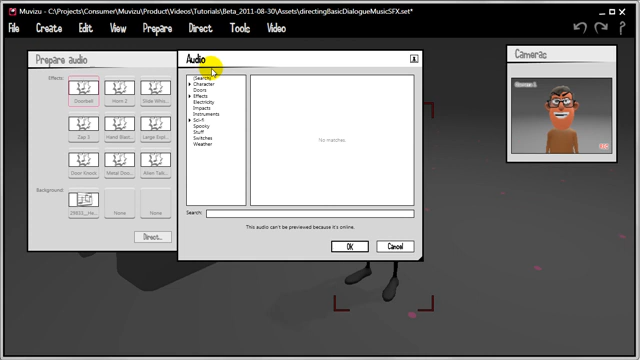 Muvizu - C:\Projects\Consumer\Muvizu\Product\Videos\Tutorials\Beta_2011-08-30\Assets\directingBasicDialogueMusicSFX.set*
File Create Edit View Prepare Direct Tools Video
Prepare audio
Effects:
Doorbell Horn 2 Slide Whis...
Zap 3 Hand Blast... Large Expl...
Door Knock Metal Doo... Alien Talk...
Background:
29833_He... None None
Direct...
Audio
(Search)
Character
Doors
Effects
Electricity
Impacts
Instruments
Sci-fi
Spooky
Stuff
Switches
Weather
No matches.
Search:
This audio can't be previewed because it's online.
OK Cancel
Cameras
Camera 1